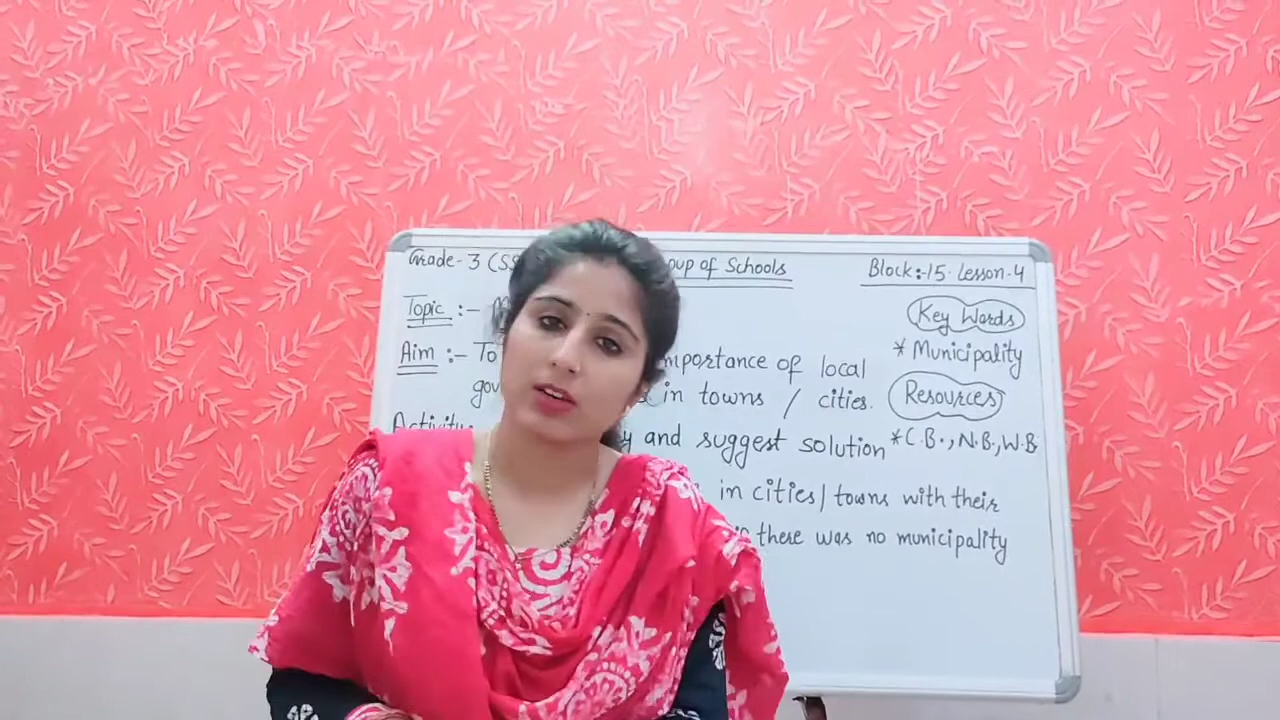 Grade-3 (SS oup of Schools Block:-15. Lesson-4
Topic :-
Key Words
Aim :- To mportance of local
* Municipality
gov in towns / cities.
Resources
Activity y and suggest solution
* C.B., N.B, W.B
in cities/towns with their
there was no municipality